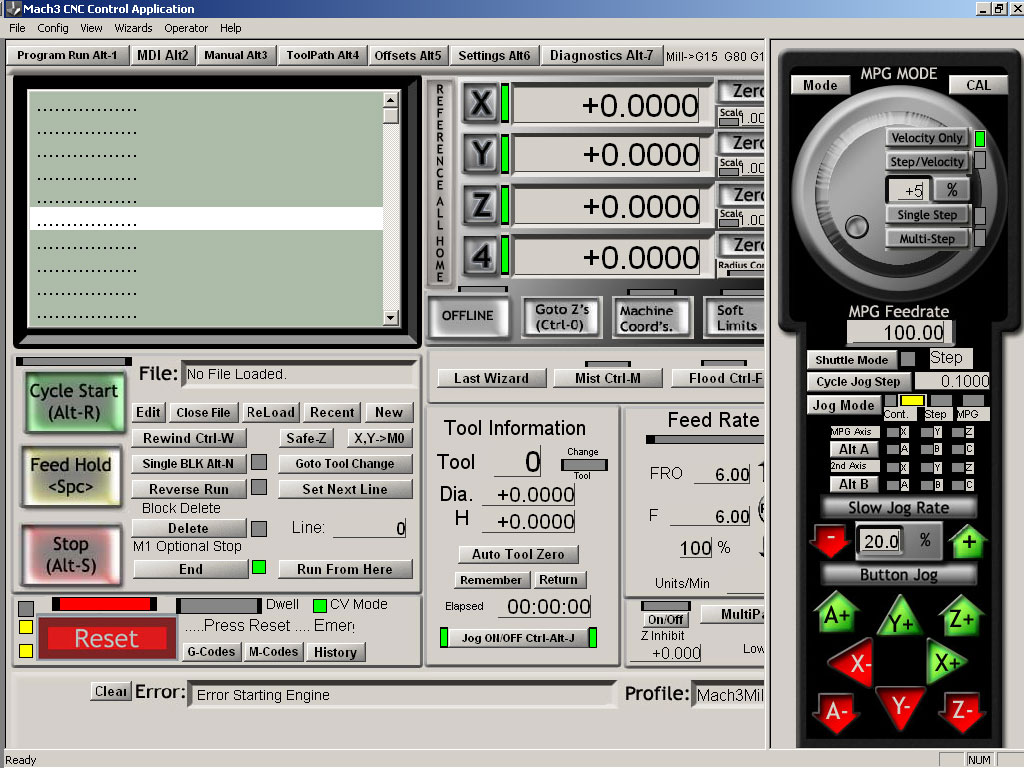 Mach3 CNC Control Application
File Config View Wizards Operator Help
Program Run Alt-1 MDI Alt2 Manual Alt3 ToolPath Alt4 Offsets Alt5 Settings Alt6 Diagnostics Alt-7 Mill->G15 G80 G1
..................
..................
..................
..................
..................
..................
..................
..................
..................
..................
REFERENCE ALL HOME
X +0.0000 Zero
Scale 1.00
Y +0.0000 Zero
Scale 1.00
Z +0.0000 Zero
Scale 1.00
4 +0.0000 Zero
Radius Cor
OFFLINE
Goto Z's
(Ctrl-O)
Machine
Coord's.
Soft
Limits
Cycle Start
(Alt-R)
Feed Hold
<Spc>
Stop
(Alt-S)
File: No File Loaded.
Edit Close File ReLoad Recent New
Rewind Ctrl-W Safe-Z X,Y->M0
Single BLK Alt-N Goto Tool Change
Reverse Run Set Next Line
Block Delete
Delete Line: 0
M1 Optional Stop
End Run From Here
Dwell CV Mode
Reset
.....Press Reset .... Emerg
G-Codes M-Codes History
Last Wizard Mist Ctrl-M Flood Ctrl-F
Tool Information
Tool 0 Change
Tool
Dia. +0.0000
H +0.0000
Auto Tool Zero
Remember Return
Elapsed 00:00:00
Jog ON/OFF Ctrl-Alt-J
Feed Rate
FRO 6.00
F 6.00
100 %
Units/Min
On/Off MultiPa
Z Inhibit
+0.000 Low
Clear Error: Error Starting Engine Profile: Mach3Mil
MPG MODE
Mode CAL
Velocity Only
Step/Velocity
+5 %
Single Step
Multi-Step
MPG Feedrate
100.00
Shuttle Mode Step
Cycle Jog Step 0.1000
Jog Mode Cont. Step MPG
MPG Axis X Y Z
Alt A A B C
2nd Axis X Y Z
Alt B A B C
Slow Jog Rate
- 20.0 % +
Button Jog
A+ Y+ Z+
X- X+
A- Y- Z-
Ready NUM